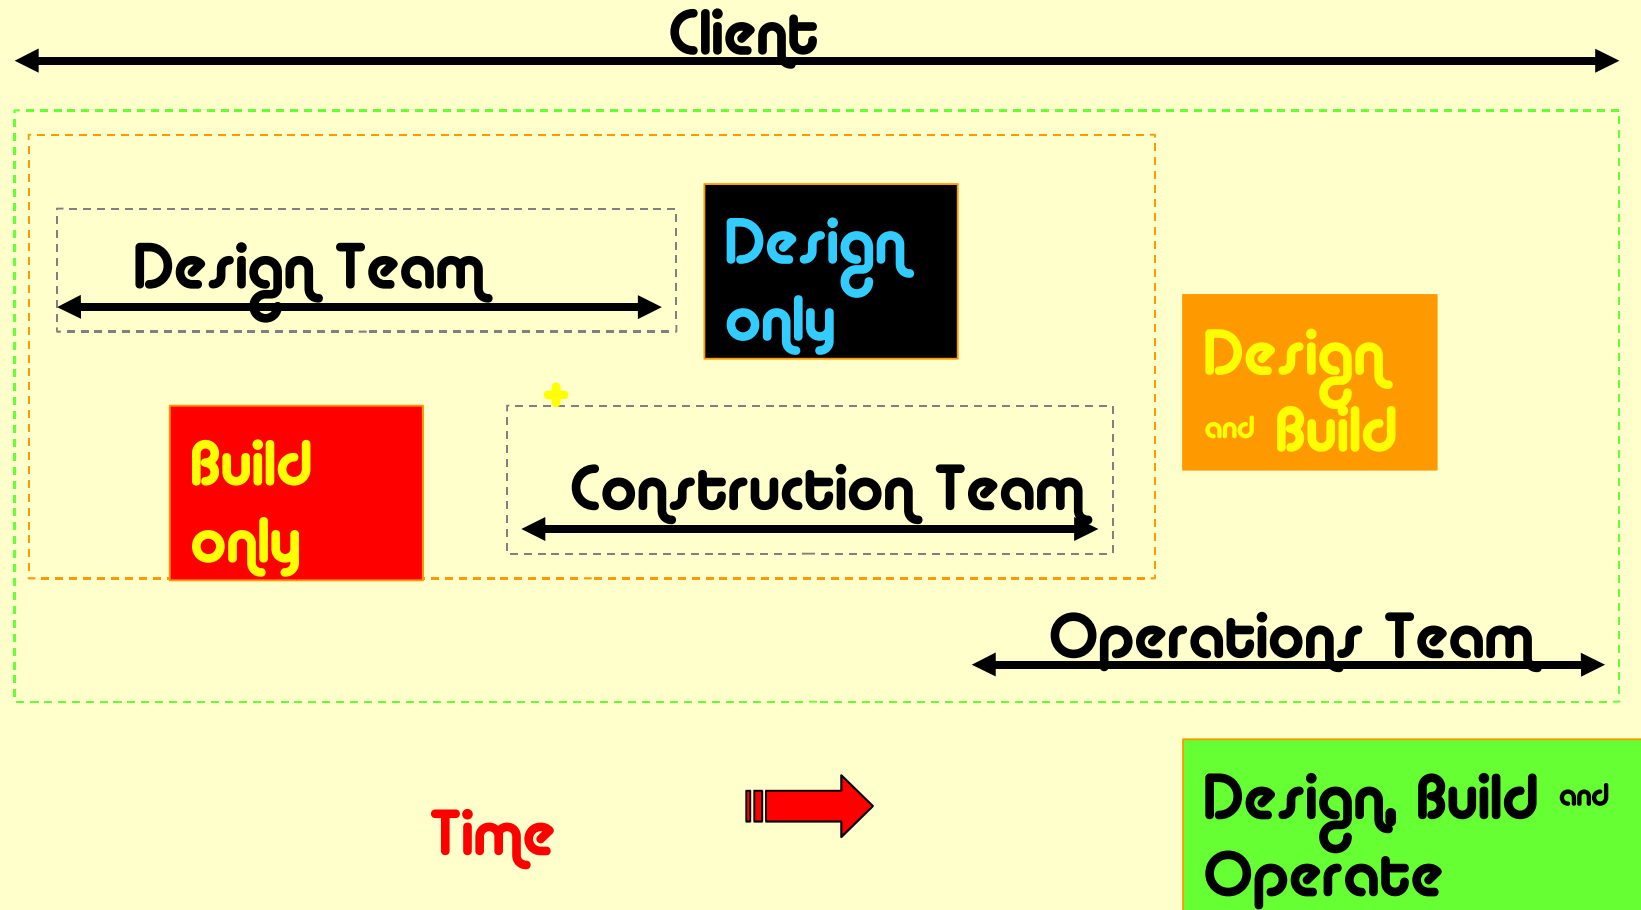 Client
Design Team
Design
only
Design
and Build
+
Build
only
Construction Team
Operations Team
Time
Design, Build and
Operate